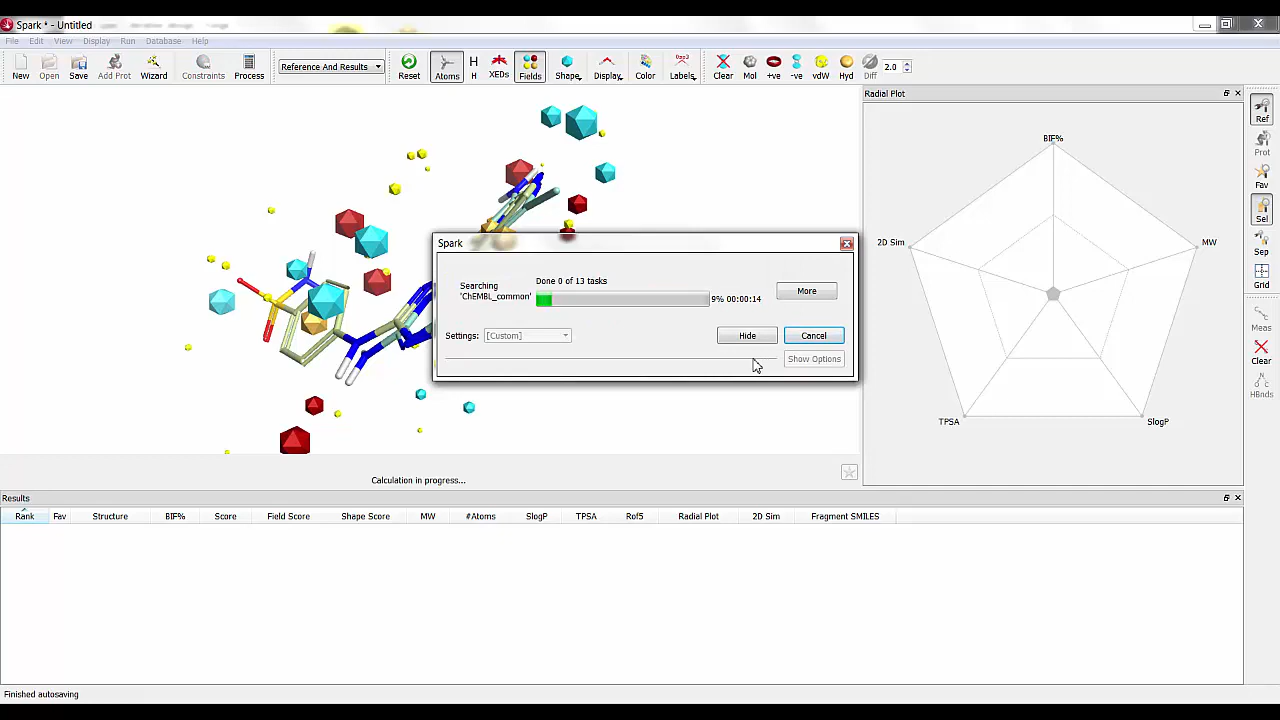 Spark * - Untitled
File Edit View Display Run Database Help
New Open Save Add Prot Wizard Constraints Process Reference And Results Reset Atoms H H XEDs Fields Shape Display Color Labels Clear Mol +ve -ve vdW Hyd Diff 2.0
Radial Plot
BIF%
2D Sim
MW
TPSA
SlogP
Ref
Prot
Fav
Sel
Sep
Grid
Meas
Clear
HBnds
Spark
Searching
'ChEMBL_common'
Done 0 of 13 tasks
9% 00:00:14
More
Settings: [Custom]
Hide
Cancel
Show Options
Calculation in progress...
Results
Rank Fav Structure BIF% Score Field Score Shape Score MW #Atoms SlogP TPSA Rof5 Radial Plot 2D Sim Fragment SMILES
Finished autosaving